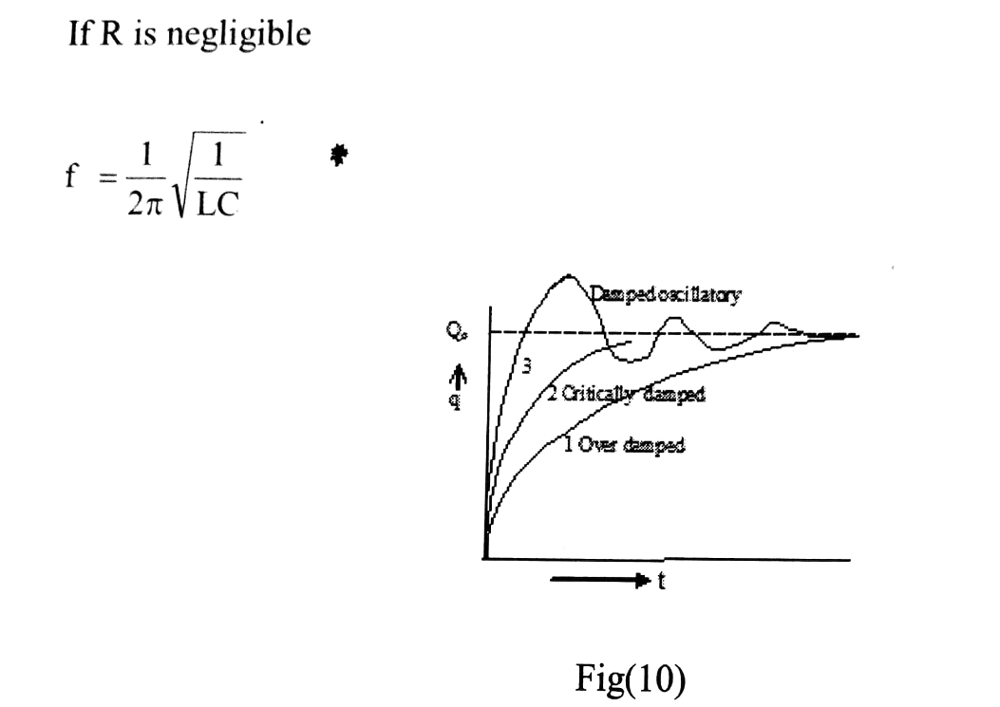 If R is negligible
f = 1/2π √1/LC *
Damped oscillatory
Q₀
3
q
2 Critically damped
1 Over damped
t
Fig(10)